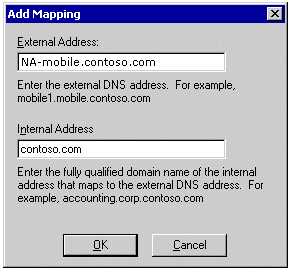 Add Mapping
External Address:
NA-mobile.contoso.com
Enter the external DNS address. For example,
mobile1.mobile.contoso.com
Internal Address
contoso.com
Enter the fully qualified domain name of the internal
address that maps to the external DNS address. For
example, accounting.corp.contoso.com
OK
Cancel